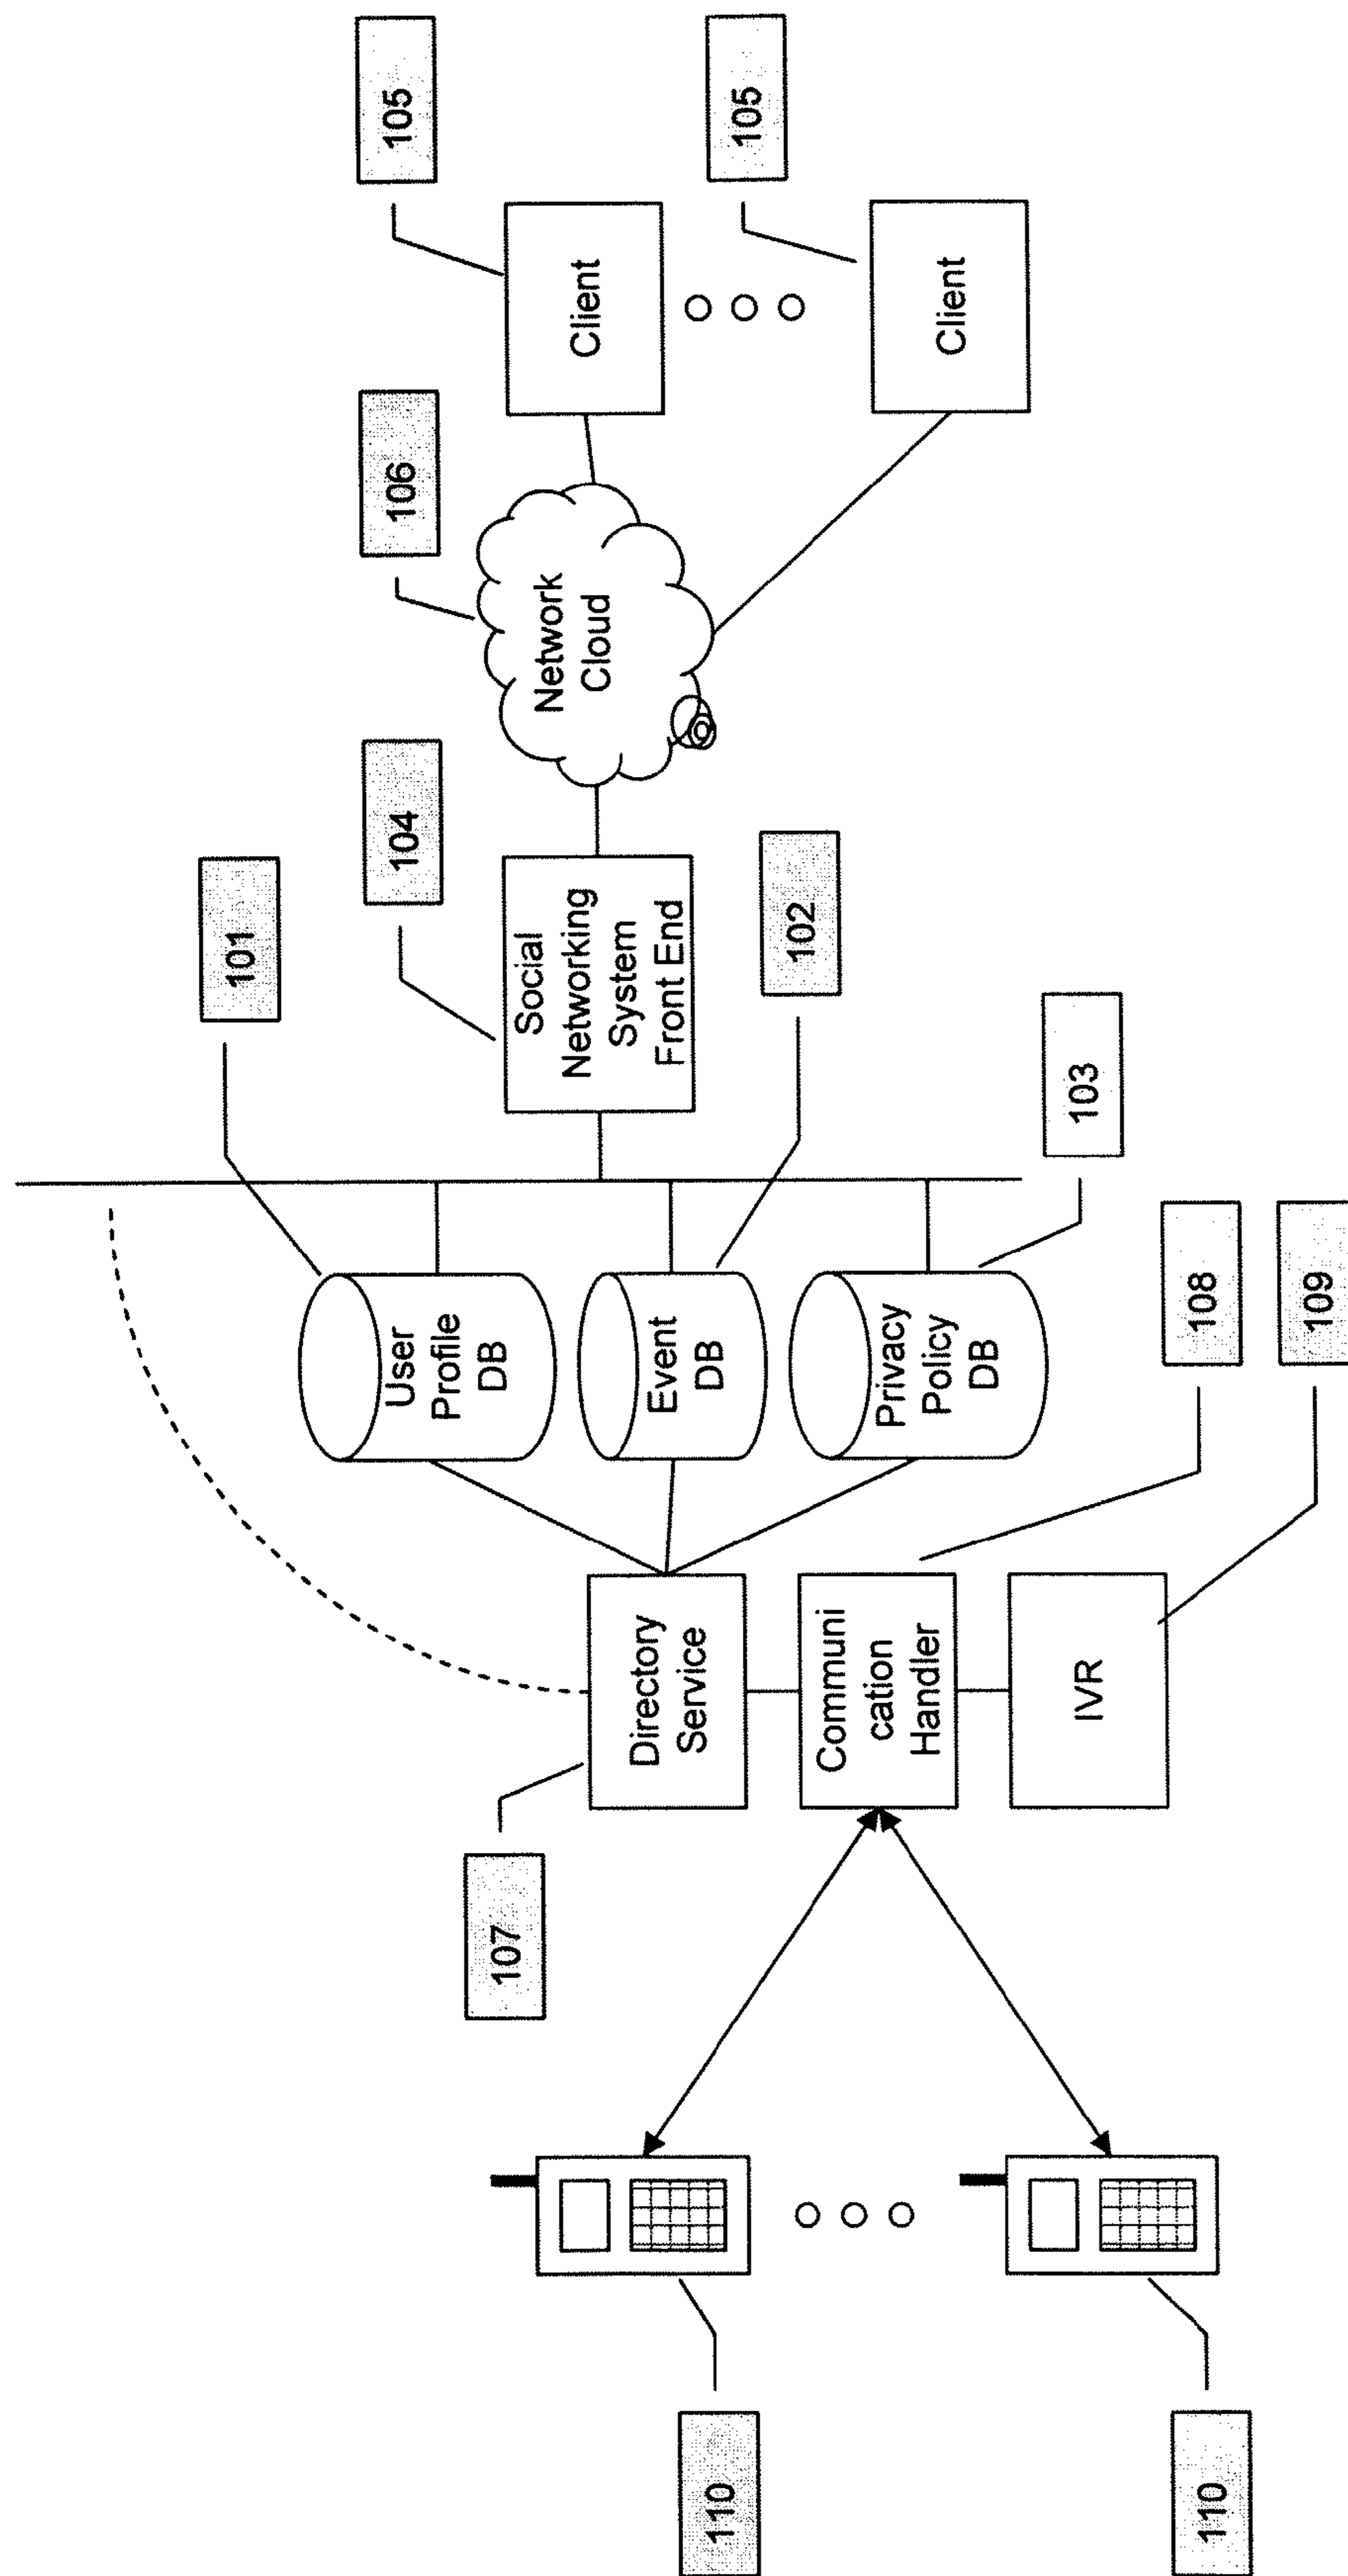 110
110
107
Directory
Service
Communi
cation
Handler
IVR
User
Profile
DB
Event
DB
Privacy
Policy
DB
108
109
101
103
102
Social
Networking
System
Front End
104
Network
Cloud
106
Client
Client
105
105